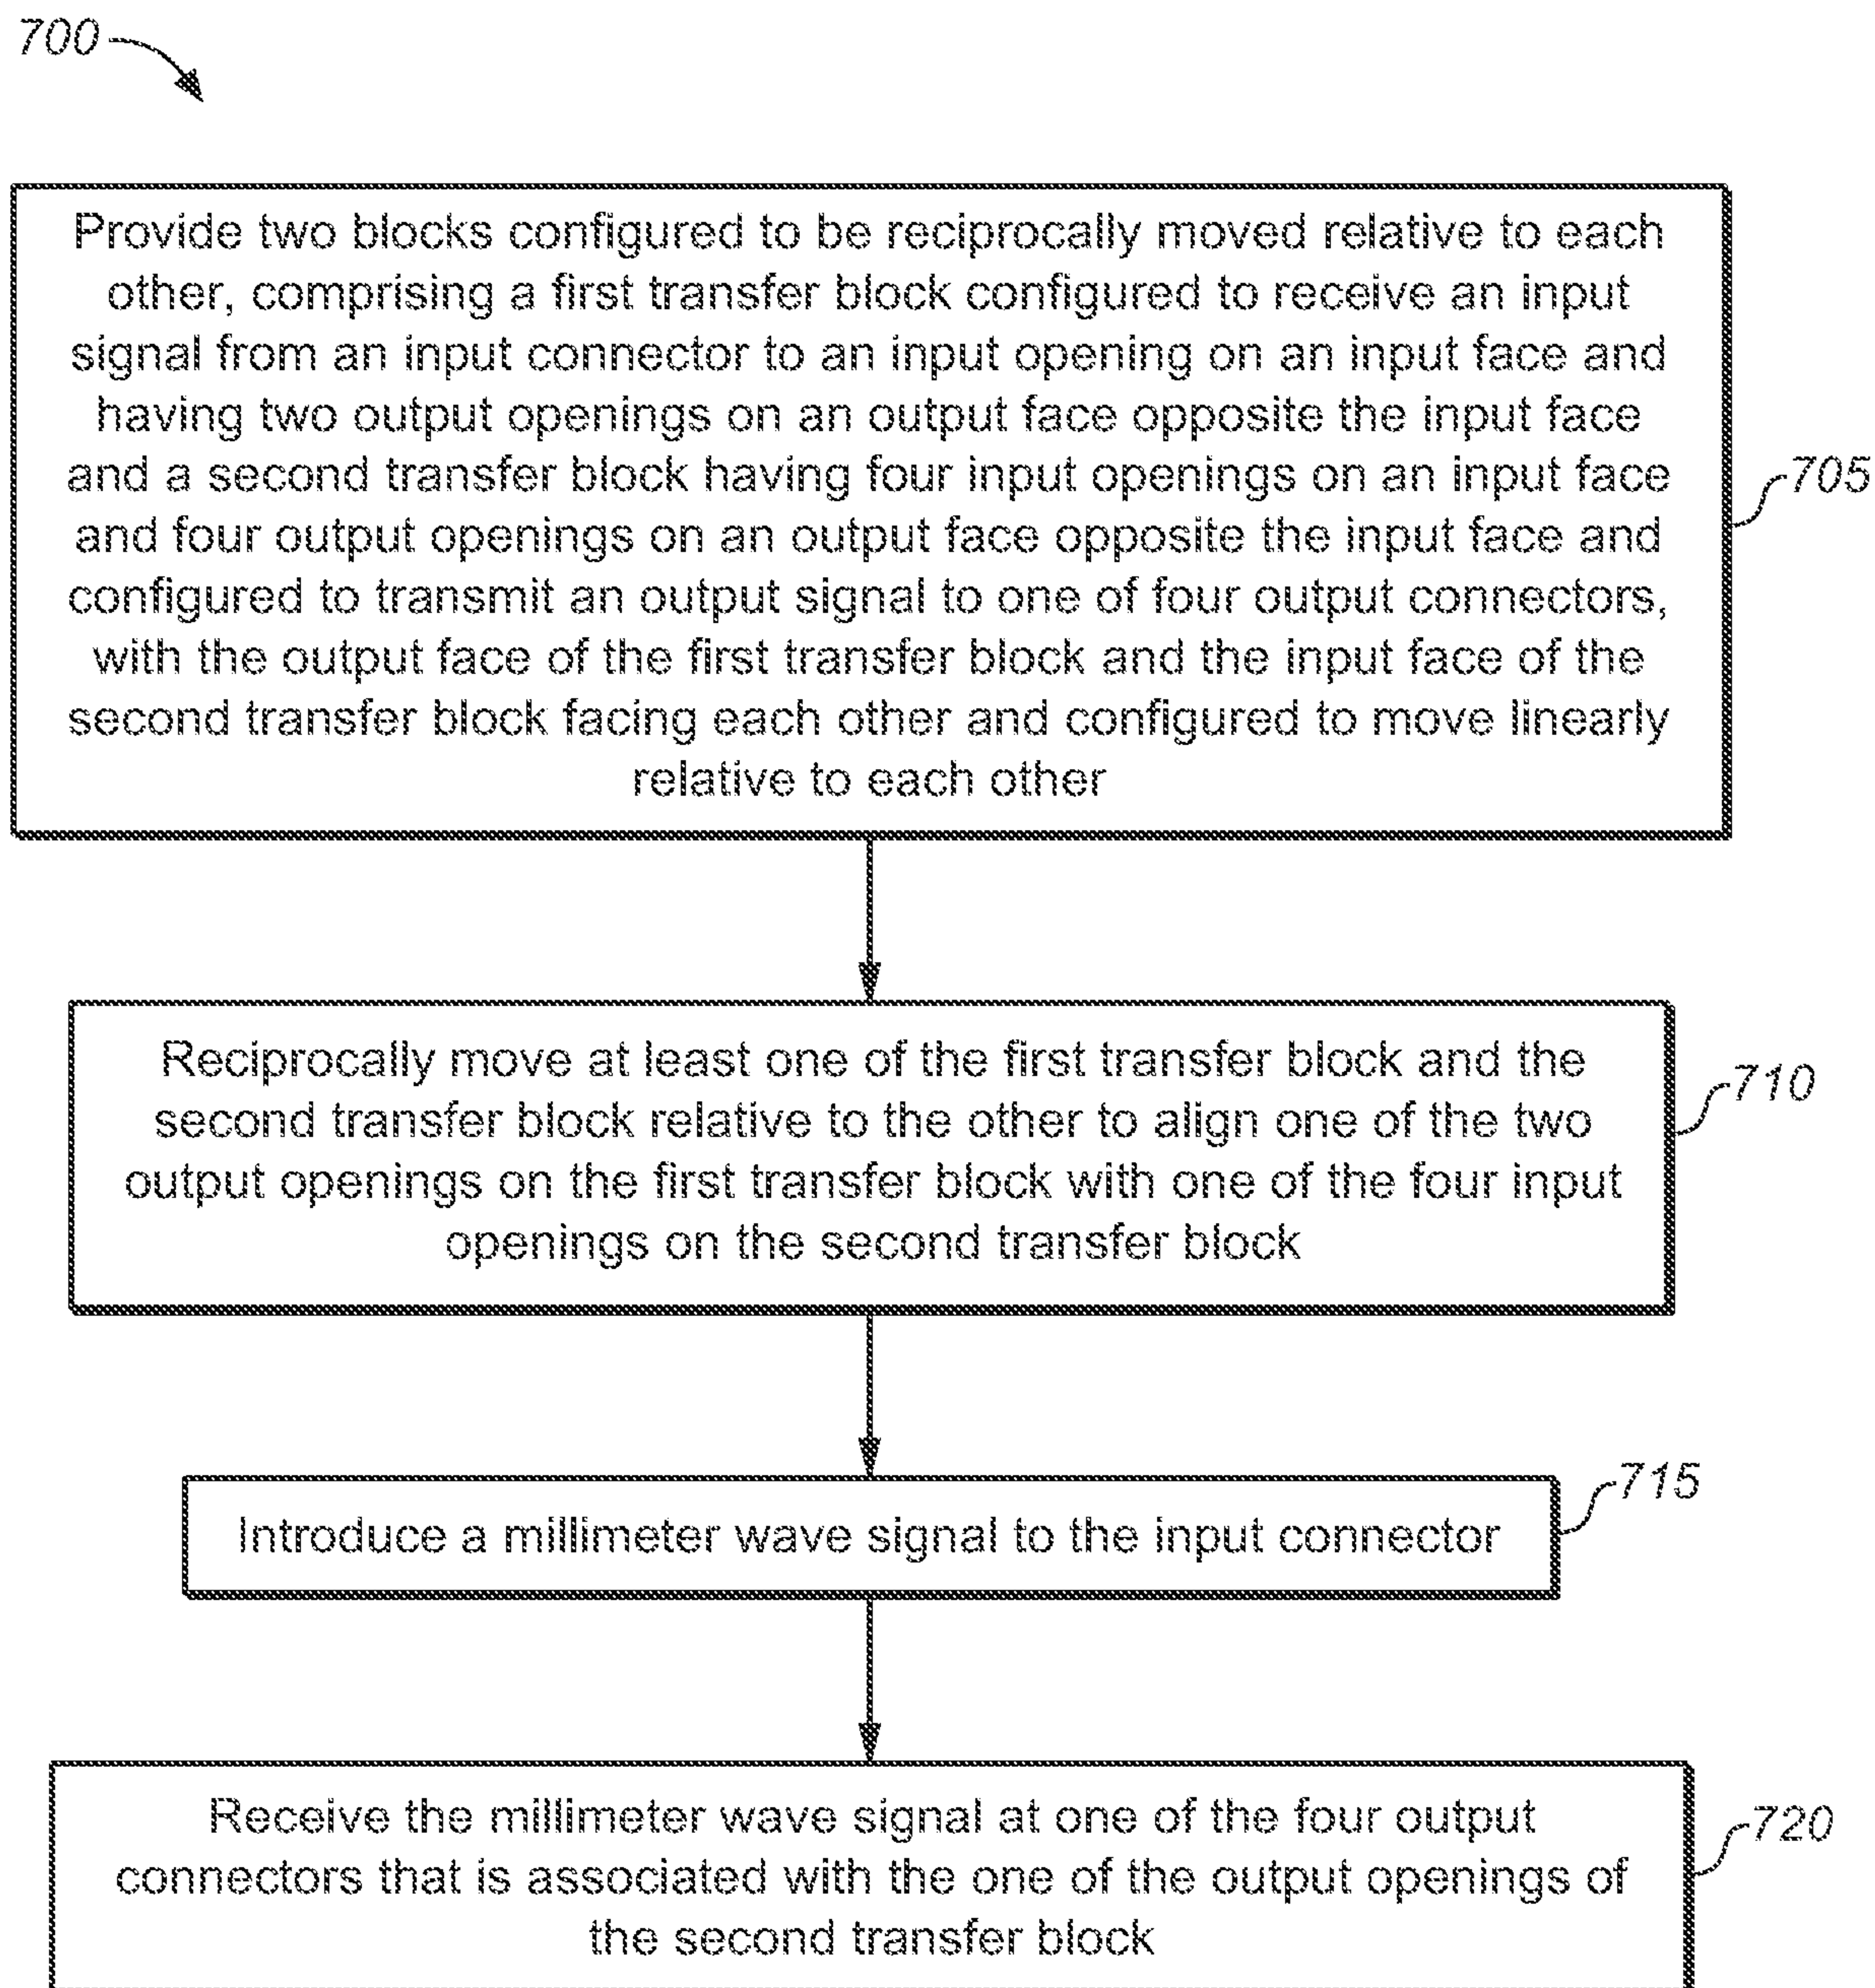 700
Provide two blocks configured to be reciprocally moved relative to each
other, comprising a first transfer block configured to receive an input
signal from an input connector to an input opening on an input face and
having two output openings on an output face opposite the input face
and a second transfer block having four input openings on an input face
and four output openings on an output face opposite the input face and
configured to transmit an output signal to one of four output connectors,
with the output face of the first transfer block and the input face of the
second transfer block facing each other and configured to move linearly
relative to each other
705
Reciprocally move at least one of the first transfer block and the
second transfer block relative to the other to align one of the two
output openings on the first transfer block with one of the four input
openings on the second transfer block
710
Introduce a millimeter wave signal to the input connector
715
Receive the millimeter wave signal at one of the four output
connectors that is associated with the one of the output openings of
the second transfer block
720